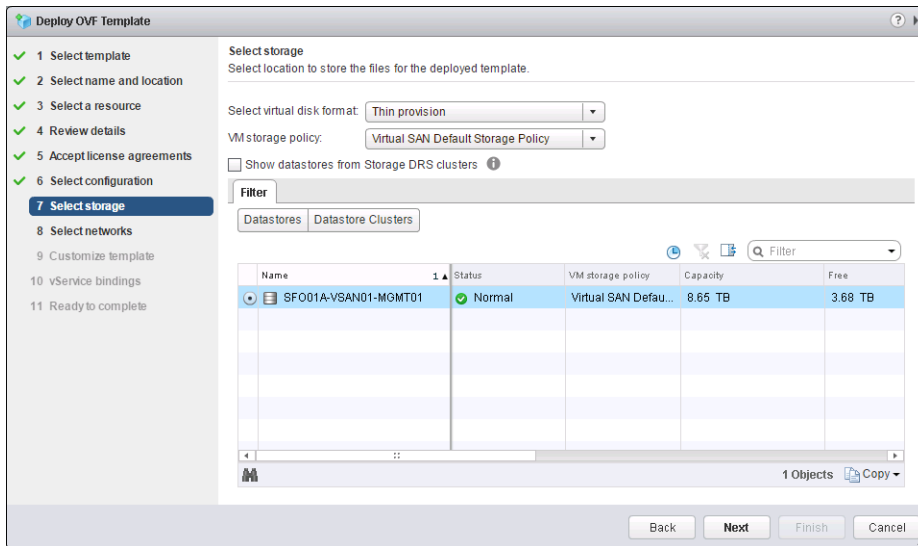 Deploy OVF Template
1 Select template
2 Select name and location
3 Select a resource
4 Review details
5 Accept license agreements
6 Select configuration
7 Select storage
8 Select networks
9 Customize template
10 vService bindings
11 Ready to complete
Select storage
Select location to store the files for the deployed template.
Select virtual disk format: Thin provision
VM storage policy: Virtual SAN Default Storage Policy
Show datastores from Storage DRS clusters
Filter
Datastores Datastore Clusters
Filter
Name 1 Status VM storage policy Capacity Free
SFO01A-VSAN01-MGMT01 Normal Virtual SAN Defau... 8.65 TB 3.68 TB
1 Objects Copy
Back Next Finish Cancel